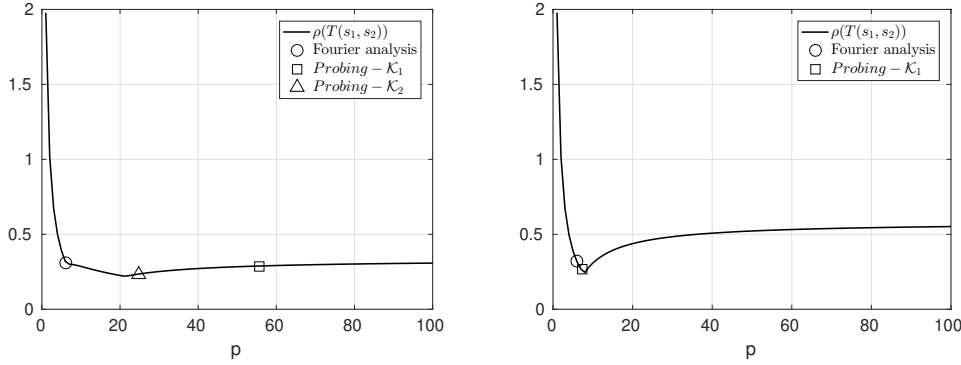 2
1.5
1
0.5
0
0 20 40 60 80 100
p
ρ(T(s₁, s₂))
Fourier analysis
Probing − 𝒦₁
Probing − 𝒦₂
2
1.5
1
0.5
0
0 20 40 60 80 100
p
ρ(T(s₁, s₂))
Fourier analysis
Probing − 𝒦₁